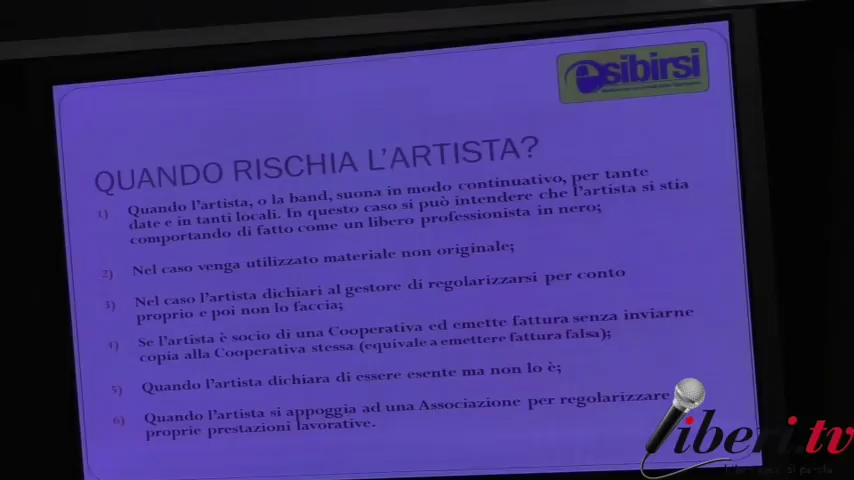 esibirsi
QUANDO RISCHIA L'ARTISTA?
1) Quando l'artista, o la band, suona in modo continuativo, per tante
date e in tanti locali. In questo caso si può intendere che l'artista si stia
comportando di fatto come un libero professionista in nero;
2) Nel caso venga utilizzato materiale non originale;
3) Nel caso l'artista dichiari al gestore di regolarizzarsi per conto
proprio e poi non lo faccia;
4) Se l'artista è socio di una Cooperativa ed emette fattura senza inviarne
copia alla Cooperativa stessa (equivale a emettere fattura falsa);
5) Quando l'artista dichiara di essere esente ma non lo è;
6) Quando l'artista si appoggia ad una Associazione per regolarizzare
proprie prestazioni lavorative.
liberi.tv